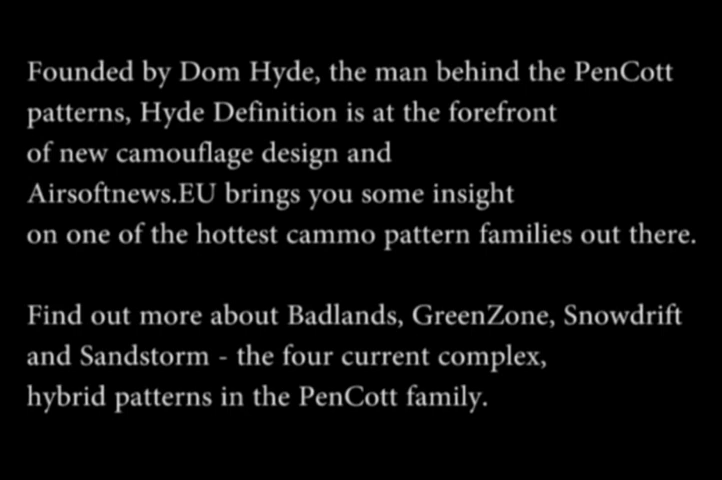 Founded by Dom Hyde, the man behind the PenCott
patterns, Hyde Definition is at the forefront
of new camouflage design and
Airsoftnews.EU brings you some insight
on one of the hottest cammo pattern families out there.
Find out more about Badlands, GreenZone, Snowdrift
and Sandstorm - the four current complex,
hybrid patterns in the PenCott family.